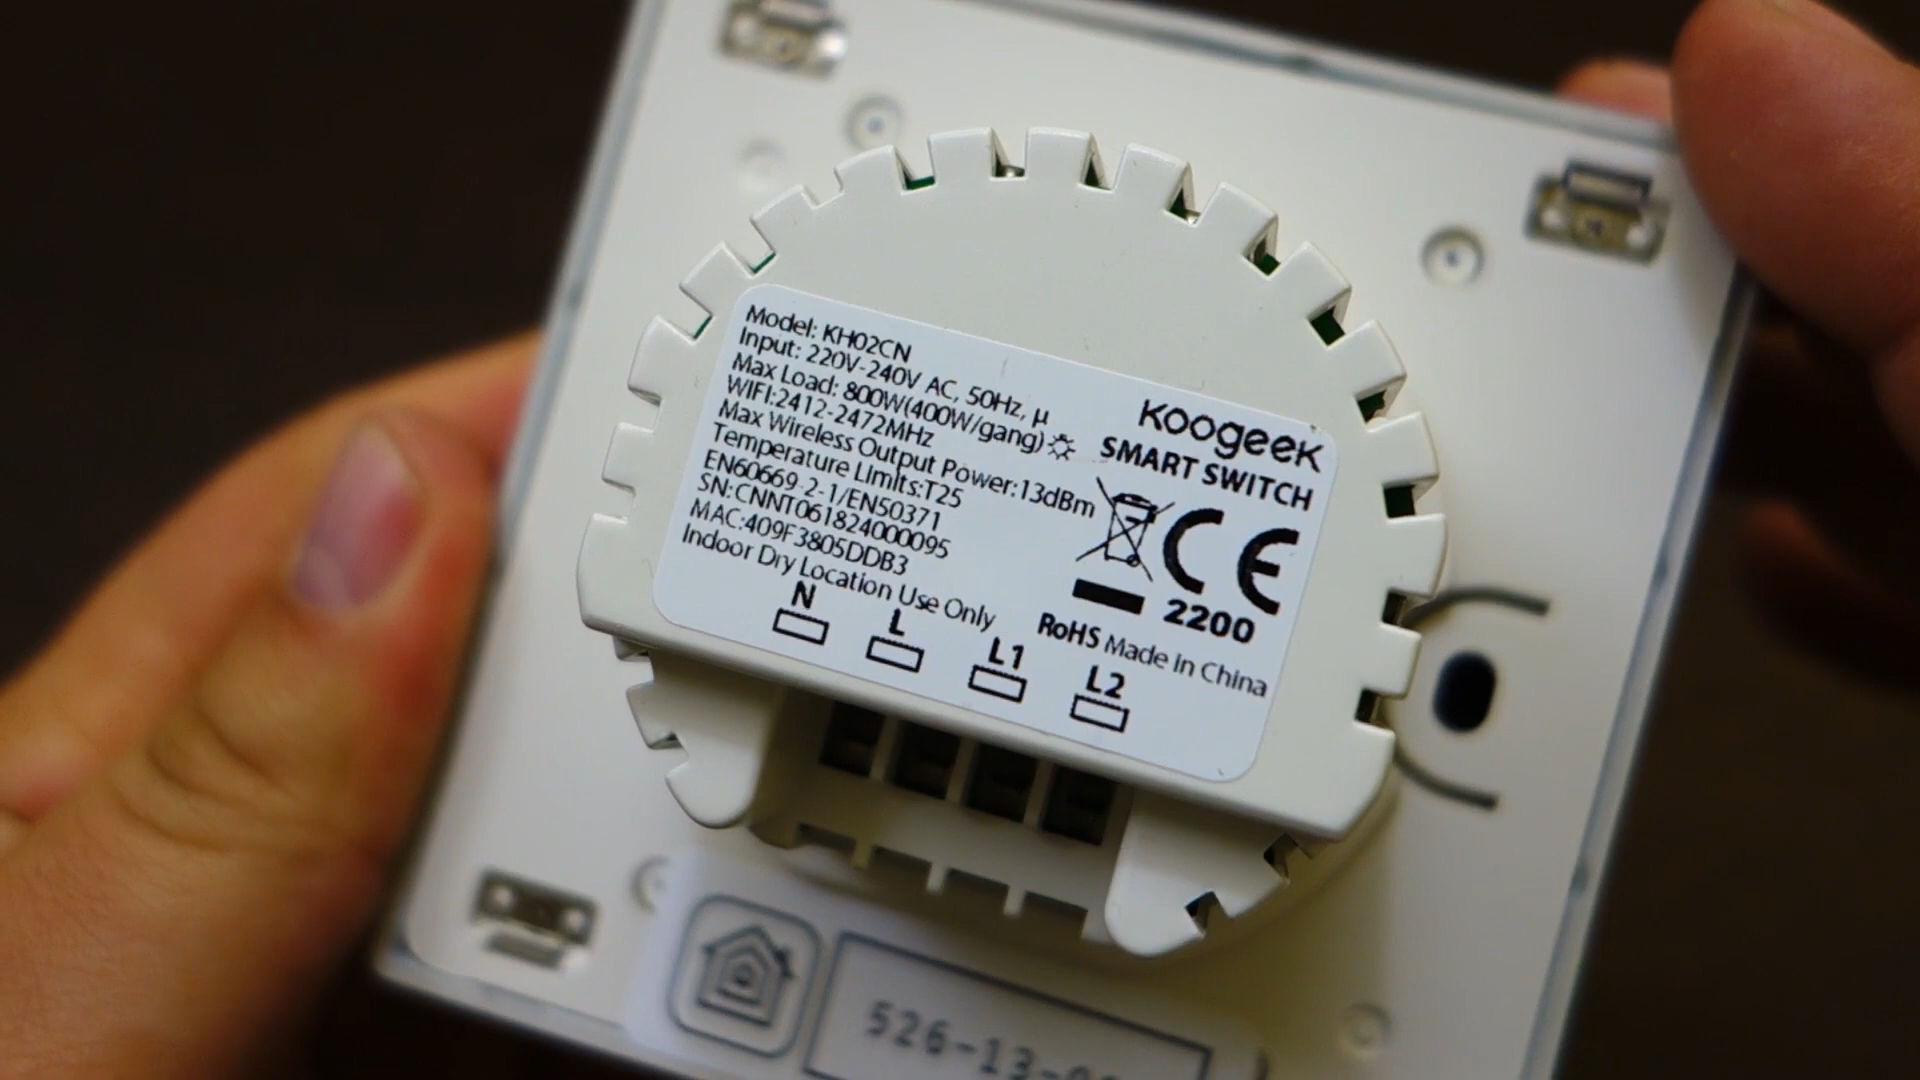 Model: KH02CN
Input: 220V-240V AC, 50Hz, µ
Max Load: 800W(400W/gang)
WIFI:2412-2472MHz
Max Wireless Output Power:13dBm
Temperature Limits:T25
EN60669-2-1/EN50371
SN:CNNT061824000095
MAC:409F3805DDB3
Indoor Dry Location Use Only
Koogeek
SMART SWITCH
CE
2200
RoHS Made in China
N L L1 L2
526-13-